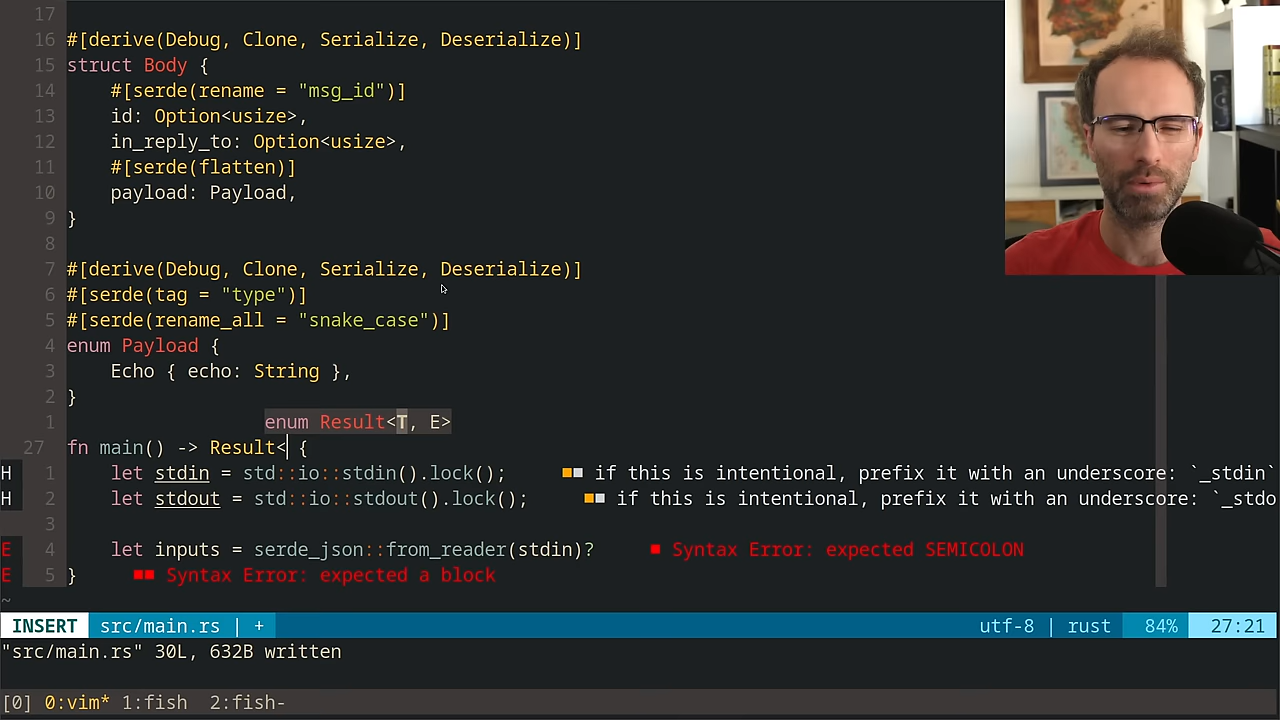 17
16 #[derive(Debug, Clone, Serialize, Deserialize)]
15 struct Body {
14     #[serde(rename = "msg_id")]
13     id: Option<usize>,
12     in_reply_to: Option<usize>,
11     #[serde(flatten)]
10     payload: Payload,
9 }
8
7 #[derive(Debug, Clone, Serialize, Deserialize)]
6 #[serde(tag = "type")]
5 #[serde(rename_all = "snake_case")]
4 enum Payload {
3     Echo { echo: String },
2 }
1 enum Result<T, E>
27 fn main() -> Result< {
H 1     let stdin = std::io::stdin().lock(); if this is intentional, prefix it with an underscore: `_stdin`
H 2     let stdout = std::io::stdout().lock(); if this is intentional, prefix it with an underscore: `_stdo
3
E 4     let inputs = serde_json::from_reader(stdin)? Syntax Error: expected SEMICOLON
E 5 } Syntax Error: expected a block
~
INSERT src/main.rs | + utf-8 | rust 84% 27:21
"src/main.rs" 30L, 632B written
[0] 0:vim* 1:fish 2:fish-